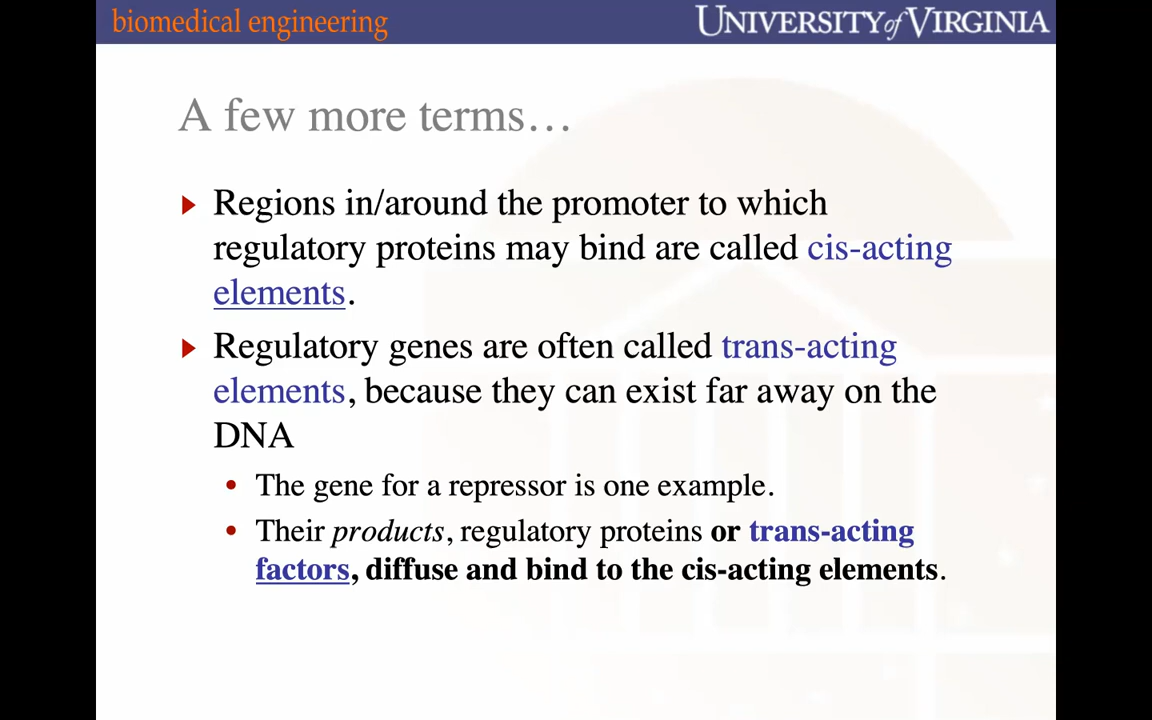 biomedical engineering
UNIVERSITY of VIRGINIA
A few more terms…
Regions in/around the promoter to which
regulatory proteins may bind are called cis-acting
elements.
Regulatory genes are often called trans-acting
elements, because they can exist far away on the
DNA
• The gene for a repressor is one example.
• Their products, regulatory proteins or trans-acting
factors, diffuse and bind to the cis-acting elements.